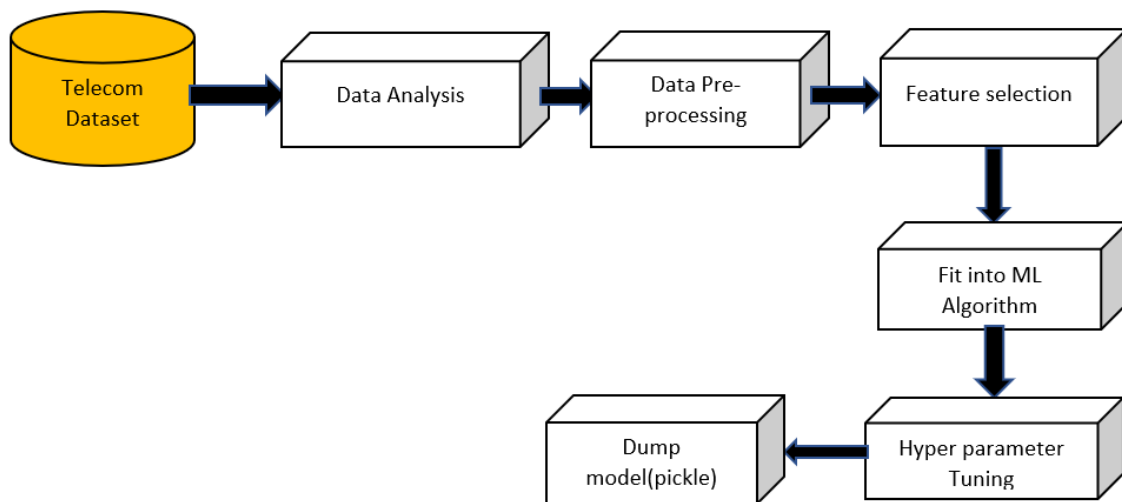 Telecom
Dataset
Data Analysis
Data Pre-
processing
Feature selection
Fit into ML
Algorithm
Hyper parameter
Tuning
Dump
model(pickle)